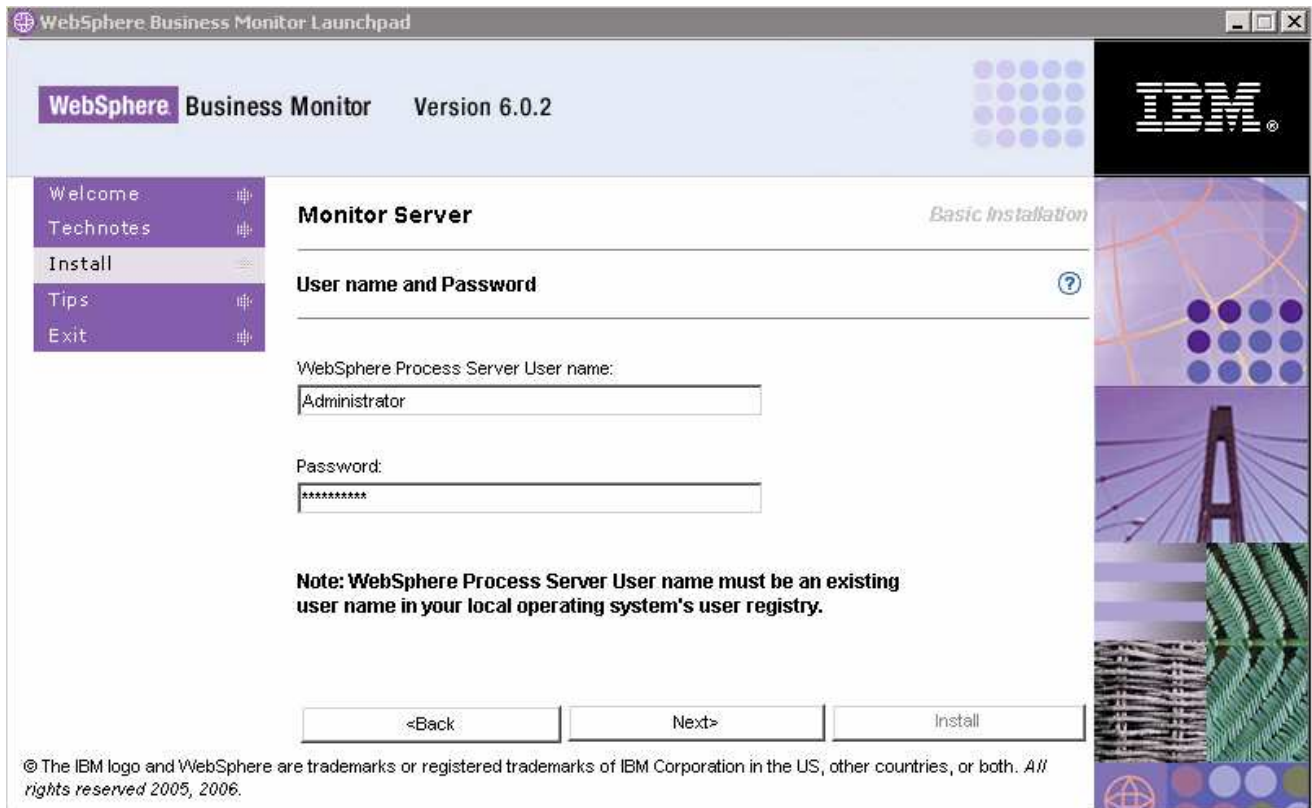 WebSphere Business Monitor Launchpad
WebSphere. Business Monitor Version 6.0.2
IBM®
Welcome
Technotes
Install
Tips
Exit
Monitor Server
Basic Installation
User name and Password
?
WebSphere Process Server User name:
Administrator
Password:
**********
Note: WebSphere Process Server User name must be an existing
user name in your local operating system's user registry.
<Back
Next>
Install
© The IBM logo and WebSphere are trademarks or registered trademarks of IBM Corporation in the US, other countries, or both. All
rights reserved 2005, 2006.